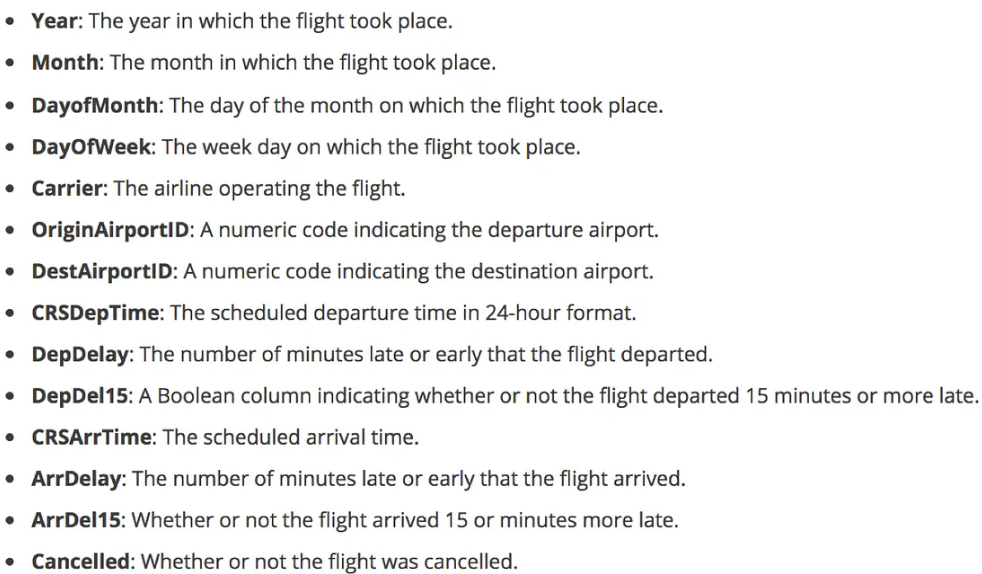 • Year: The year in which the flight took place.
• Month: The month in which the flight took place.
• DayofMonth: The day of the month on which the flight took place.
• DayOfWeek: The week day on which the flight took place.
• Carrier: The airline operating the flight.
• OriginAirportID: A numeric code indicating the departure airport.
• DestAirportID: A numeric code indicating the destination airport.
• CRSDepTime: The scheduled departure time in 24-hour format.
• DepDelay: The number of minutes late or early that the flight departed.
• DepDel15: A Boolean column indicating whether or not the flight departed 15 minutes or more late.
• CRSArrTime: The scheduled arrival time.
• ArrDelay: The number of minutes late or early that the flight arrived.
• ArrDel15: Whether or not the flight arrived 15 or minutes more late.
• Cancelled: Whether or not the flight was cancelled.